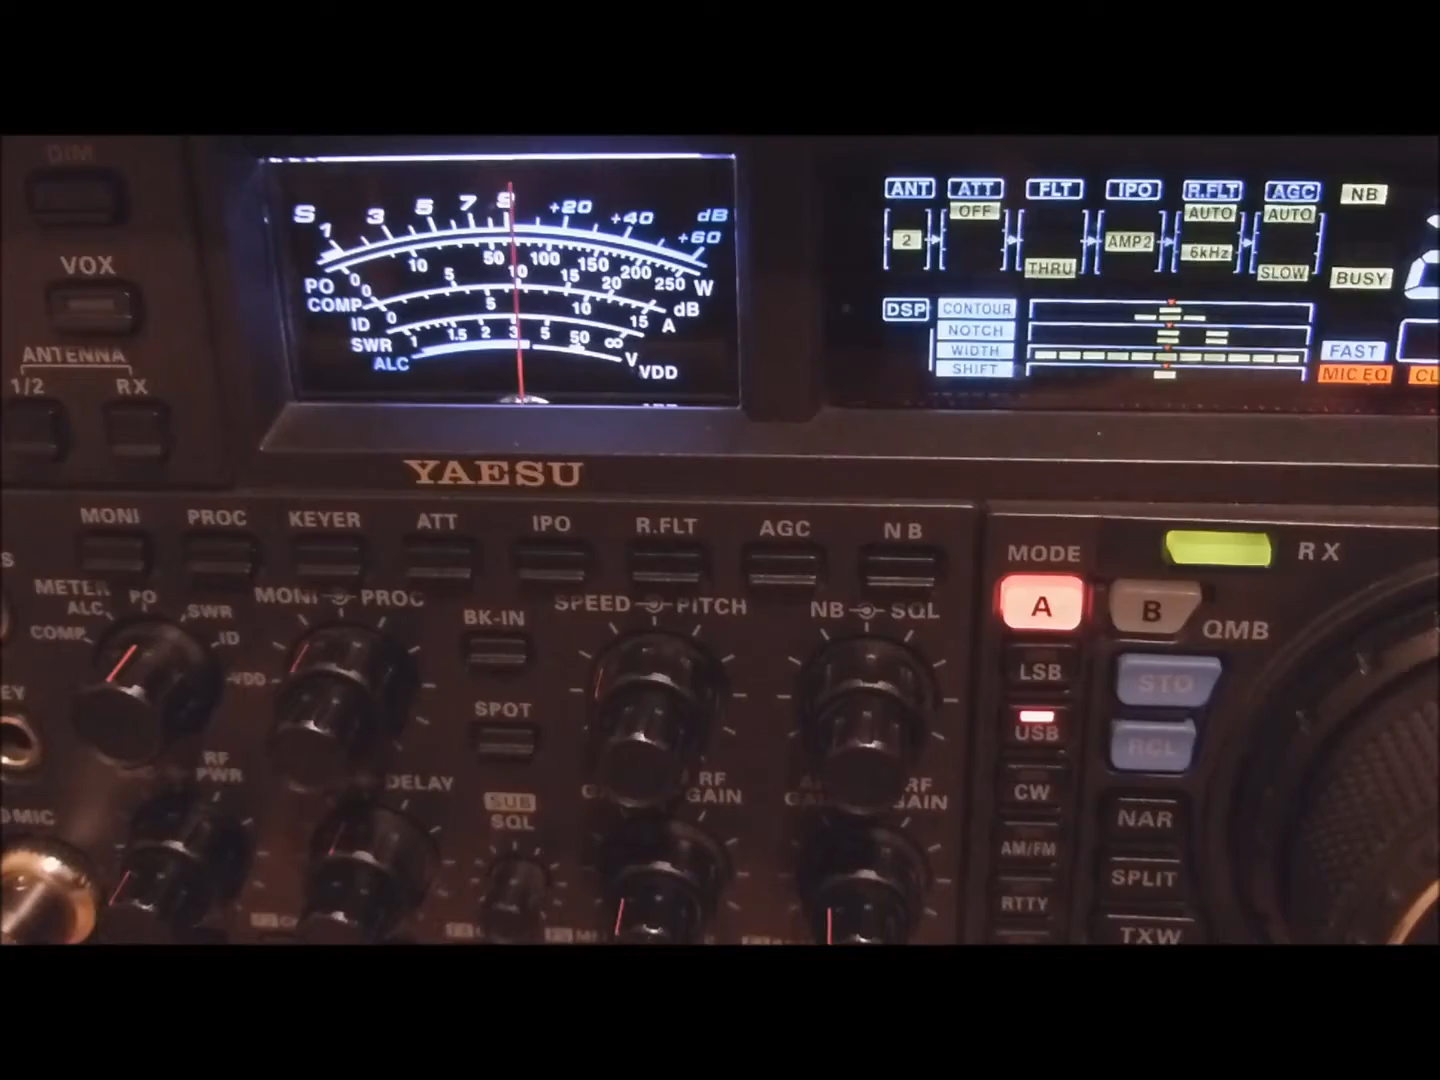 DIM
VOX
ANTENNA
1/2 RX
S 1 3 5 7 9 +20 +40 +60 dB
PO 0 10 50 100 150 200 250 W
COMP 0 5 10 15 20 dB
ID 0 5 10 15 A
SWR 1 1.5 2 3 5 50 ∞
ALC V VDD
ANT ATT FLT IPO R.FLT AGC NB
OFF AUTO AUTO
2 AMP2 6kHz
THRU SLOW BUSY
DSP CONTOUR
NOTCH
WIDTH FAST
SHIFT MIC EQ
YAESU
MONI PROC KEYER ATT IPO R.FLT AGC NB
METER
ALC PO SWR
COMP ID
VDD
MONI PROC
BK-IN
SPEED PITCH
NB SQL
SPOT
RF
PWR
DELAY
SUB
SQL
RF
GAIN
RF
GAIN
MIC
MODE RX
A B QMB
LSB STO
USB RCL
CW NAR
AM/FM SPLIT
RTTY TXW